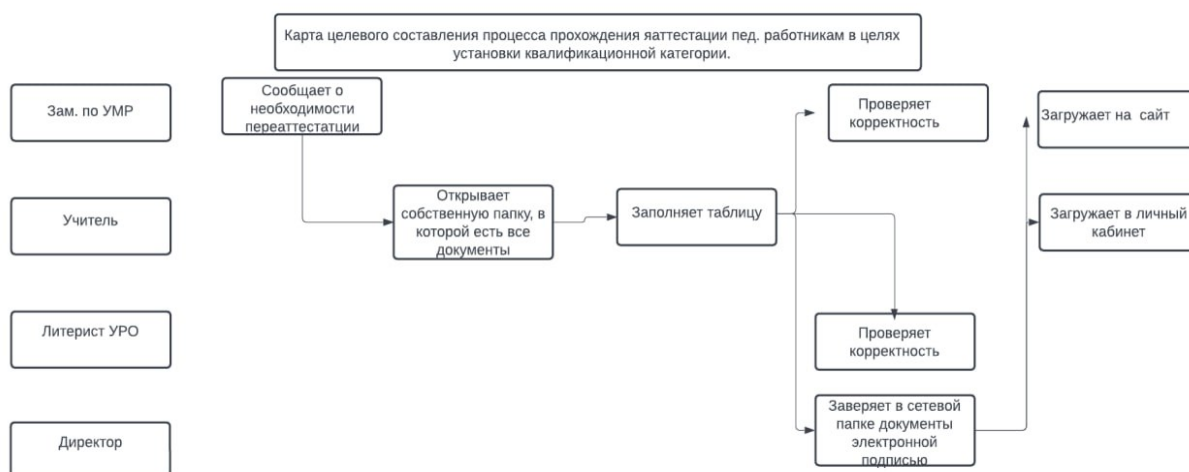 Карта целевого составления процесса прохождения яаттестации пед. работникам в целях
установки квалификационной категории.
Зам. по УМР
Сообщает о
необходимости
переаттестатции
Проверяет
корректность
Загружает на сайт
Учитель
Открывает
собственную папку, в
которой есть все
документы
Заполняет таблицу
Загружает в личный
кабинет
Литерист УРО
Проверяет
корректность
Директор
Заверяет в сетевой
папке документы
электронной
подписью